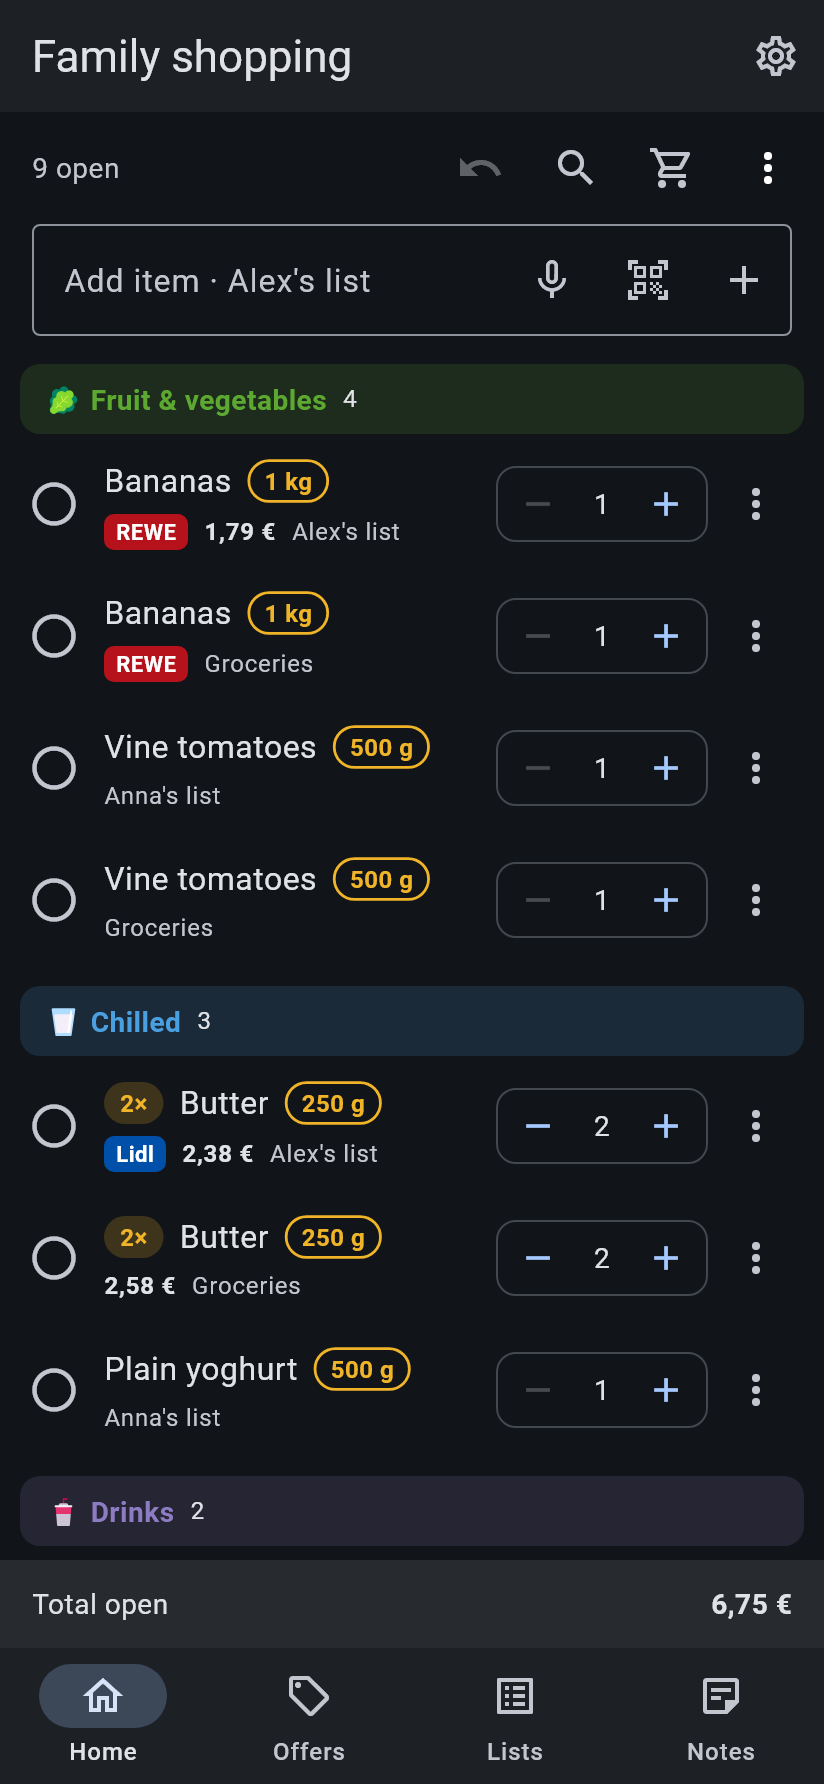 Family shopping
9 open
Add item · Alex's list
Fruit & vegetables 4
Bananas 1 kg
REWE 1,79 € Alex's list
1
Bananas 1 kg
REWE Groceries
1
Vine tomatoes 500 g
Anna's list
1
Vine tomatoes 500 g
Groceries
1
Chilled 3
2× Butter 250 g
Lidl 2,38 € Alex's list
2
2× Butter 250 g
2,58 € Groceries
2
Plain yoghurt 500 g
Anna's list
1
Drinks 2
Total open 6,75 €
Home Offers Lists Notes